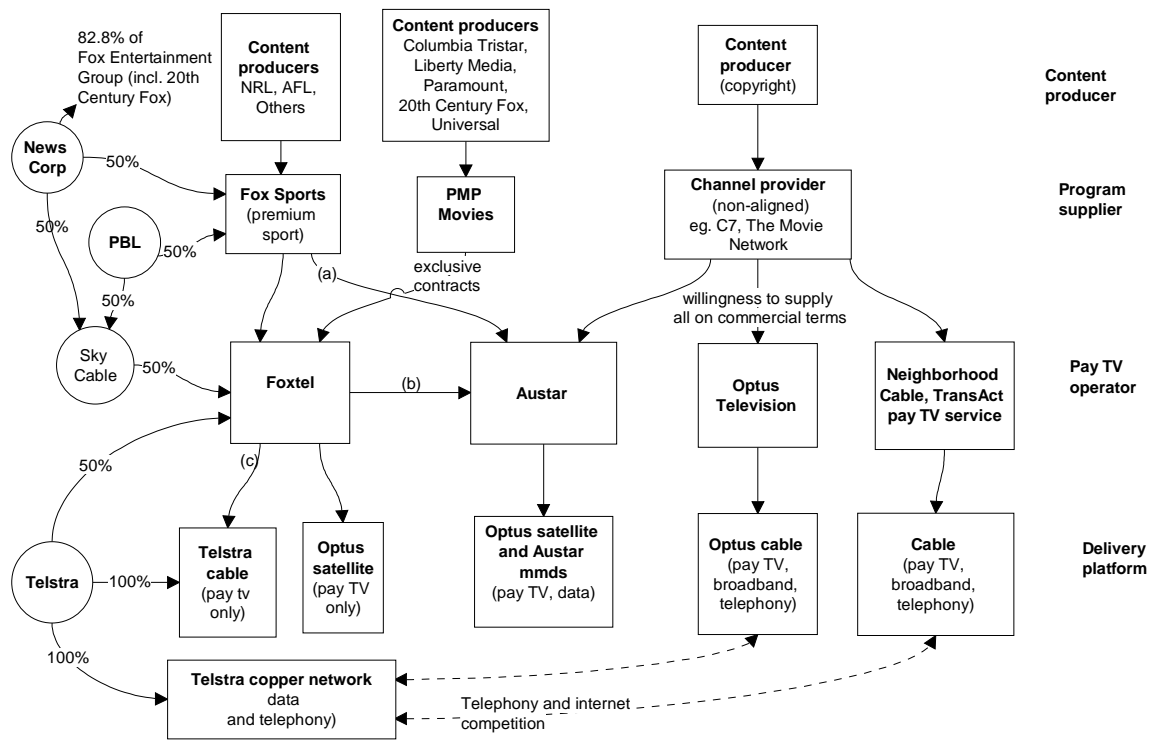 82.8% of
Fox Entertainment
Group (incl. 20th
Century Fox)
Content
producers
NRL, AFL,
Others
Content producers
Columbia Tristar,
Liberty Media,
Paramount,
20th Century Fox,
Universal
Content
producer
(copyright)
Content
producer
News
Corp
50%
50%
PBL
50%
50%
Fox Sports
(premium
sport)
PMP
Movies
Channel provider
(non-aligned)
eg. C7, The Movie
Network
Program
supplier
(a)
exclusive
contracts
willingness to supply
all on commercial terms
Sky
Cable
50%
Foxtel
(b)
Austar
Optus
Television
Neighborhood
Cable, TransAct
pay TV service
Pay TV
operator
50%
(c)
Telstra
100%
Telstra
cable
(pay tv
only)
Optus
satellite
(pay TV
only)
Optus satellite
and Austar
mmds
(pay TV, data)
Optus cable
(pay TV,
broadband,
telephony)
Cable
(pay TV,
broadband,
telephony)
Delivery
platform
100%
Telstra copper network
data
and telephony)
Telephony and internet
competition